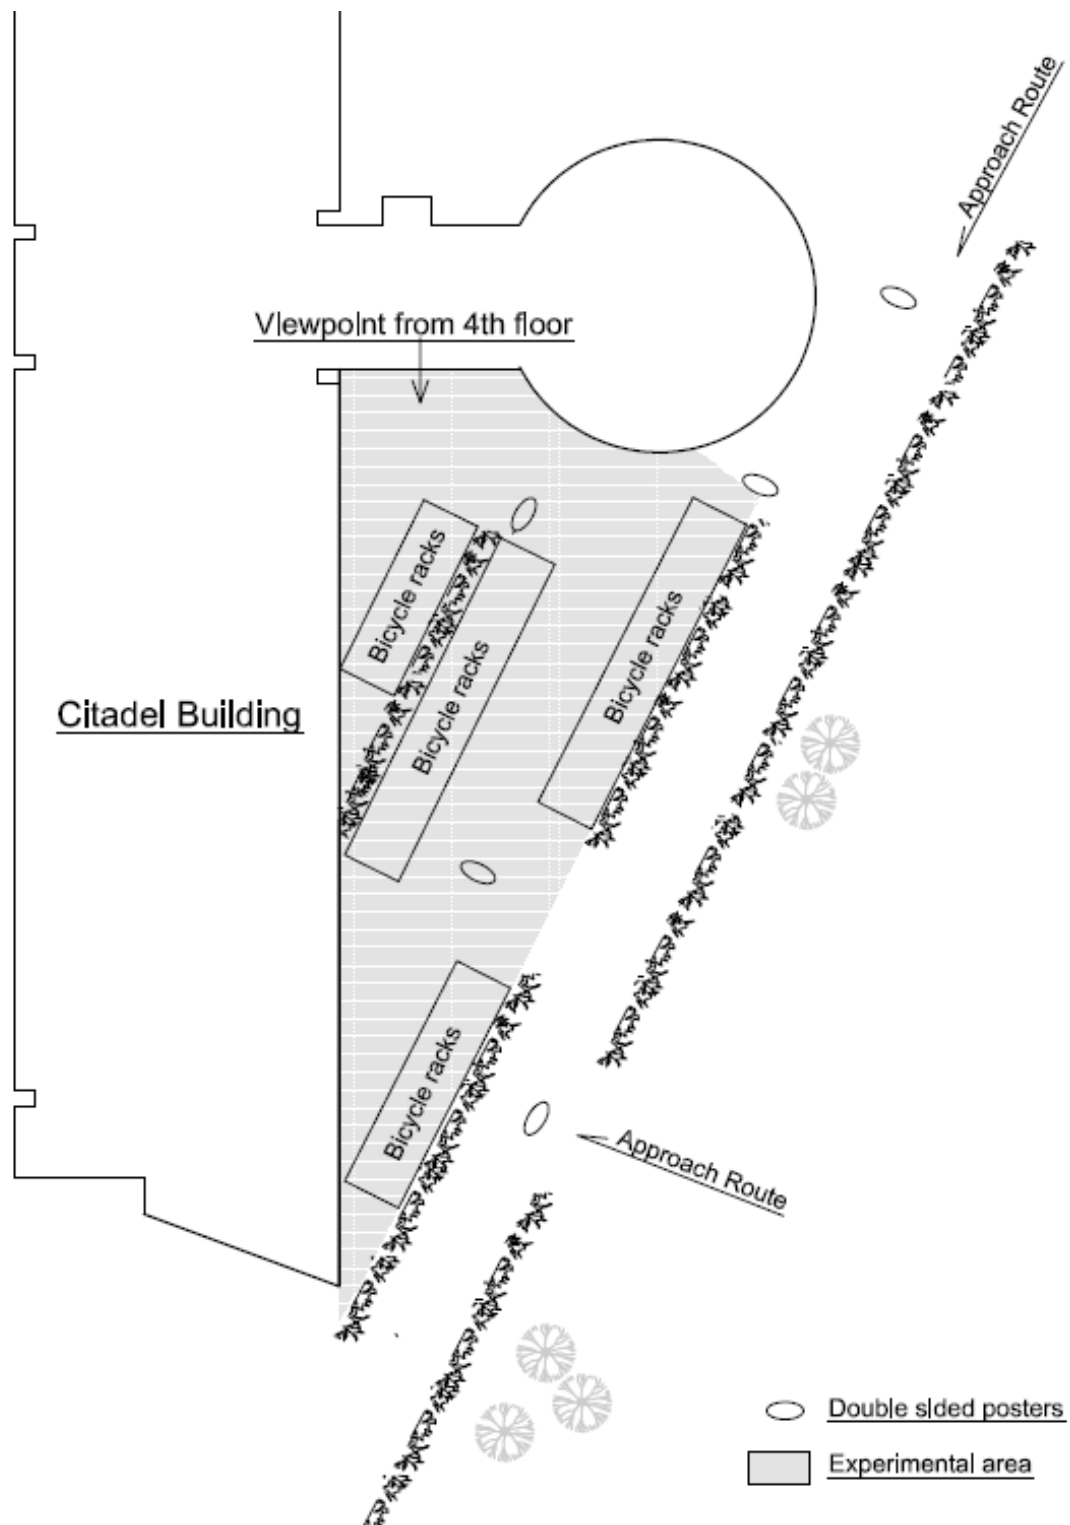 Approach Route
Viewpoint from 4th floor
Bicycle racks
Bicycle racks
Bicycle racks
Citadel Building
Bicycle racks
Approach Route
Double sided posters
Experimental area